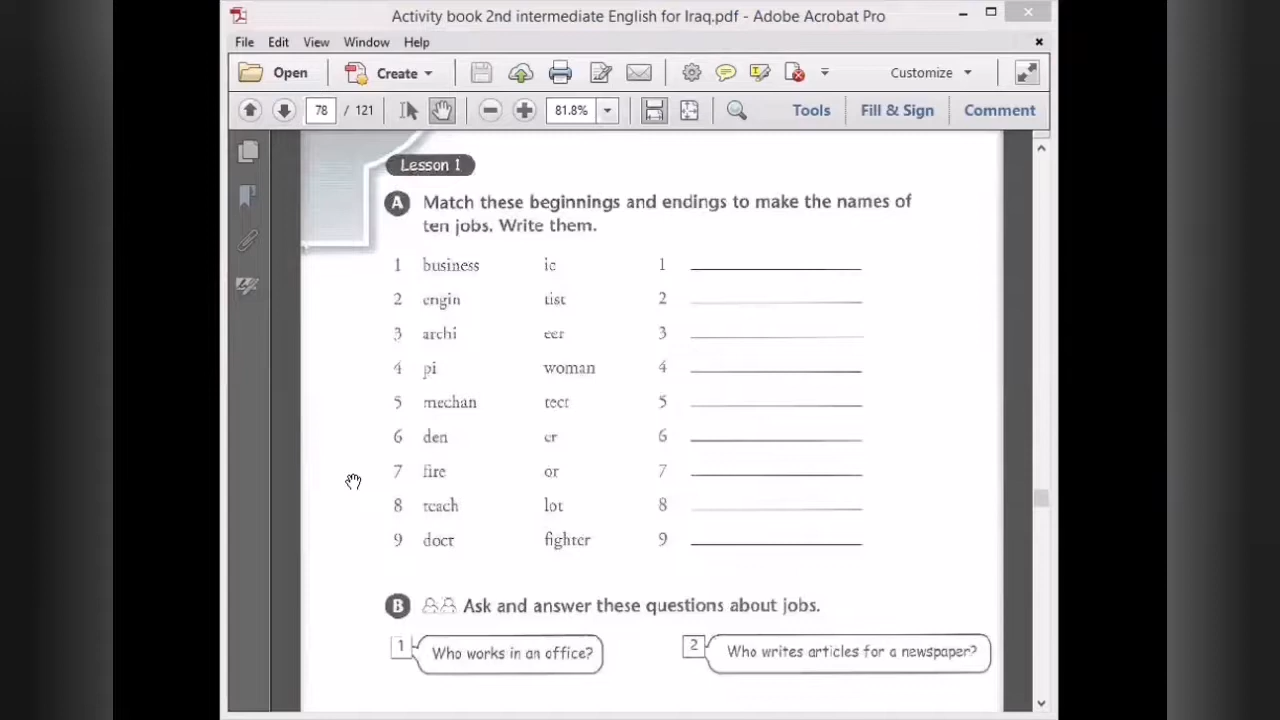 Activity book 2nd intermediate English for Iraq.pdf - Adobe Acrobat Pro
File Edit View Window Help
Open Create Customize
78 / 121 81.8% Tools Fill & Sign Comment
Lesson 1
A Match these beginnings and endings to make the names of
ten jobs. Write them.
1 business ic 1
2 engin tist 2
3 archi eer 3
4 pi woman 4
5 mechan tect 5
6 den er 6
7 fire or 7
8 teach lot 8
9 doct fighter 9
B Ask and answer these questions about jobs.
1 Who works in an office? 2 Who writes articles for a newspaper?